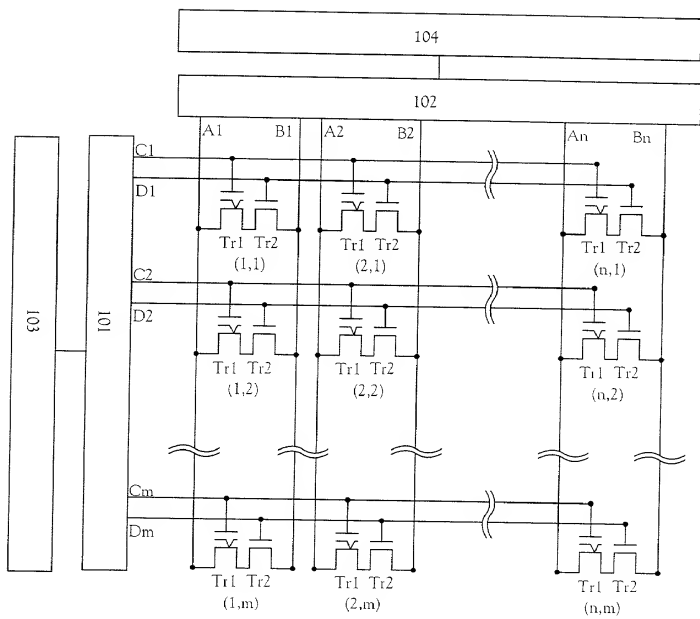 104
102
A1 B1 A2 B2 An Bn
C1
D1
Tr1 Tr2 Tr1 Tr2 Tr1 Tr2
(1,1) (2,1) (n,1)
C2
D2
Tr1 Tr2 Tr1 Tr2 Tr1 Tr2
(1,2) (2,2) (n,2)
103
101
Cm
Dm
Tr1 Tr2 Tr1 Tr2 Tr1 Tr2
(1,m) (2,m) (n,m)